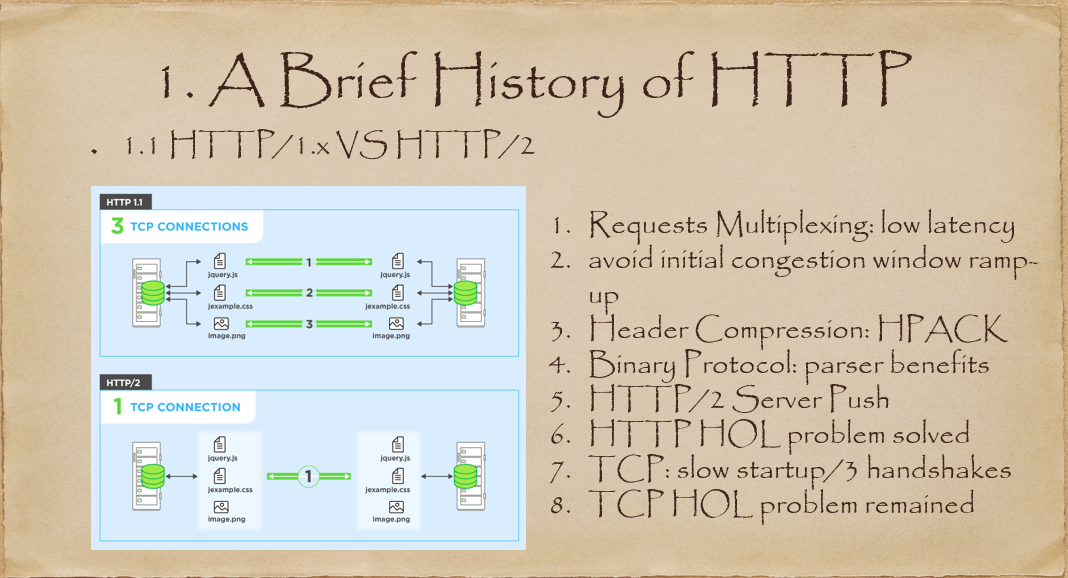 1. A Brief History of HTTP
• 1.1 HTTP/1.x VS HTTP/2
HTTP 1.1
3 TCP CONNECTIONS
jquery.js
1
jquery.js
jexample.css
2
jexample.css
image.png
3
image.png
HTTP/2
1 TCP CONNECTION
jquery.js
jquery.js
jexample.css
1
jexample.css
image.png
image.png
1. Requests Multiplexing: low latency
2. avoid initial congestion window ramp-
up
3. Header Compression: HPACK
4. Binary Protocol: parser benefits
5. HTTP/2 Server Push
6. HTTP HOL problem solved
7. TCP: slow startup/3 handshakes
8. TCP HOL problem remained